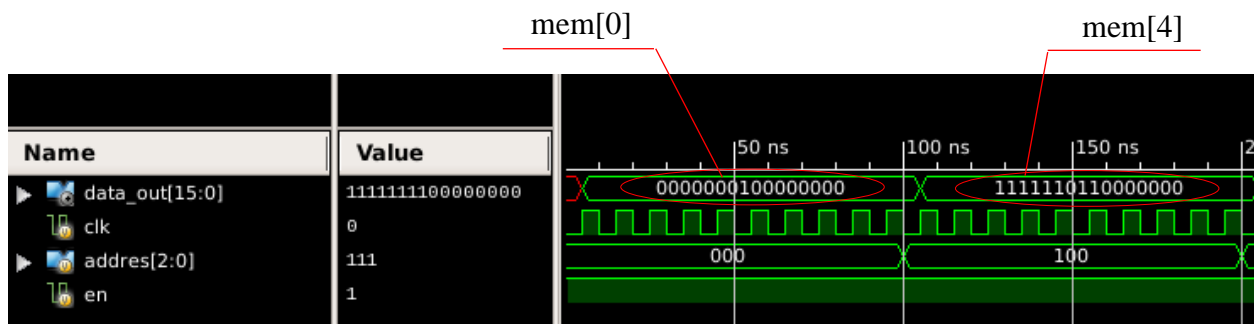 mem[0]
mem[4]
Name
Value
50 ns
100 ns
150 ns
2
data_out[15:0]
1111111100000000
0000000100000000
1111110110000000
clk
0
addres[2:0]
111
000
100
en
1